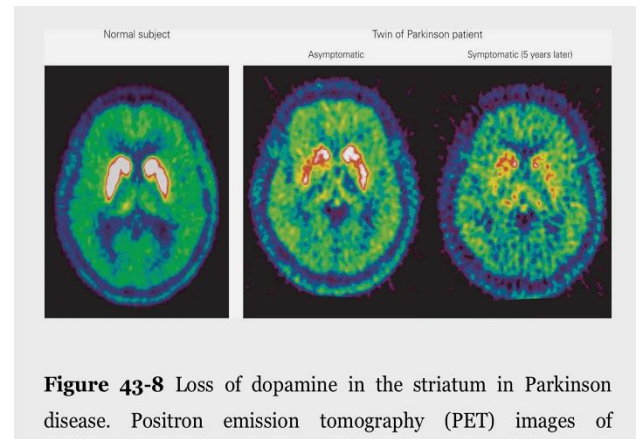 Normal subject
Twin of Parkinson patient
Asymptomatic
Symptomatic (5 years later)
Figure 43-8 Loss of dopamine in the striatum in Parkinson
disease. Positron emission tomography (PET) images of